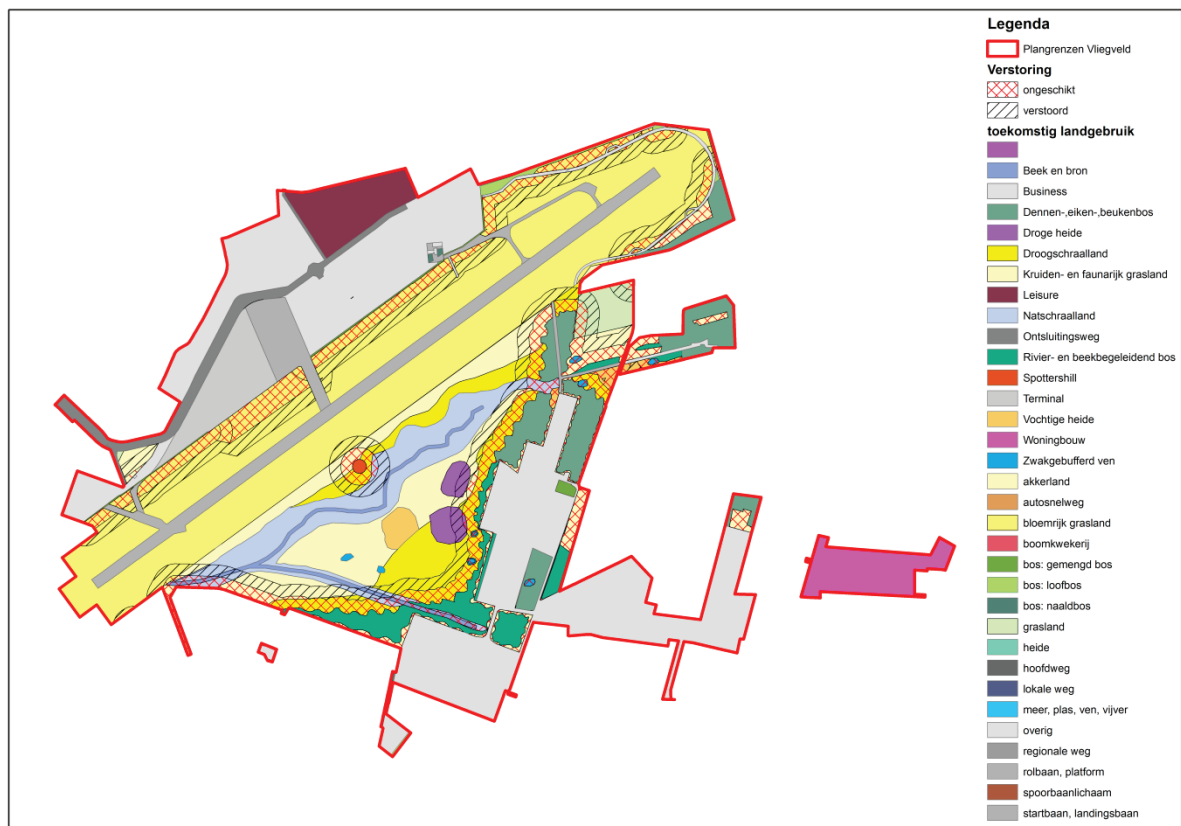 Legenda
Plangrenzen Vliegveld
Verstoring
ongeschikt
verstoord
toekomstig landgebruik
Beek en bron
Business
Dennen-,eiken-,beukenbos
Droge heide
Droogschraalland
Kruiden- en faunarijk grasland
Leisure
Natschraalland
Ontsluitingsweg
Rivier- en beekbegeleidend bos
Spottershill
Terminal
Vochtige heide
Woningbouw
Zwakgebufferd ven
akkerland
autosnelweg
bloemrijk grasland
boomkwekerij
bos: gemengd bos
bos: loofbos
bos: naaldbos
grasland
heide
hoofdweg
lokale weg
meer, plas, ven, vijver
overig
regionale weg
rolbaan, platform
spoorbaanlichaam
startbaan, landingsbaan